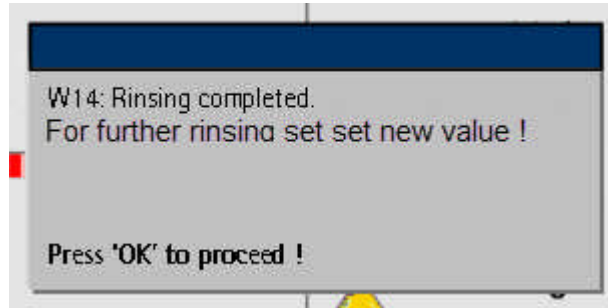 W14: Rinsing completed.
For further rinsing set set new value !
Press 'OK' to proceed !